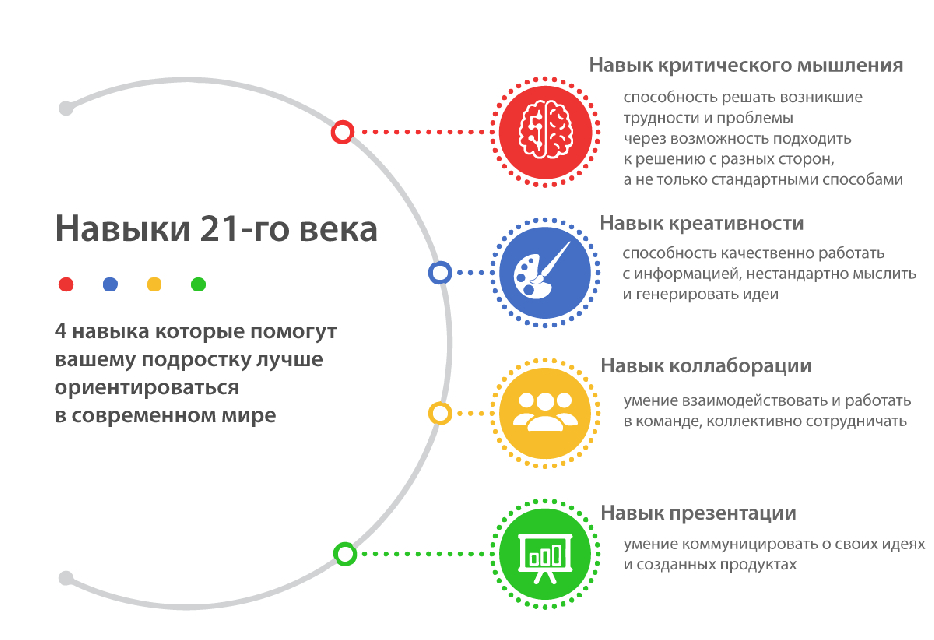 Навыки 21-го века
4 навыка которые помогут
вашему подростку лучше
ориентироваться
в современном мире
Навык критического мышления
способность решать возникшие
трудности и проблемы
через возможность подходить
к решению с разных сторон,
а не только стандартными способами
Навык креативности
способность качественно работать
с информацией, нестандартно мыслить
и генерировать идеи
Навык коллаборации
умение взаимодействовать и работать
в команде, коллективно сотрудничать
Навык презентации
умение коммуницировать о своих идеях
и созданных продуктах